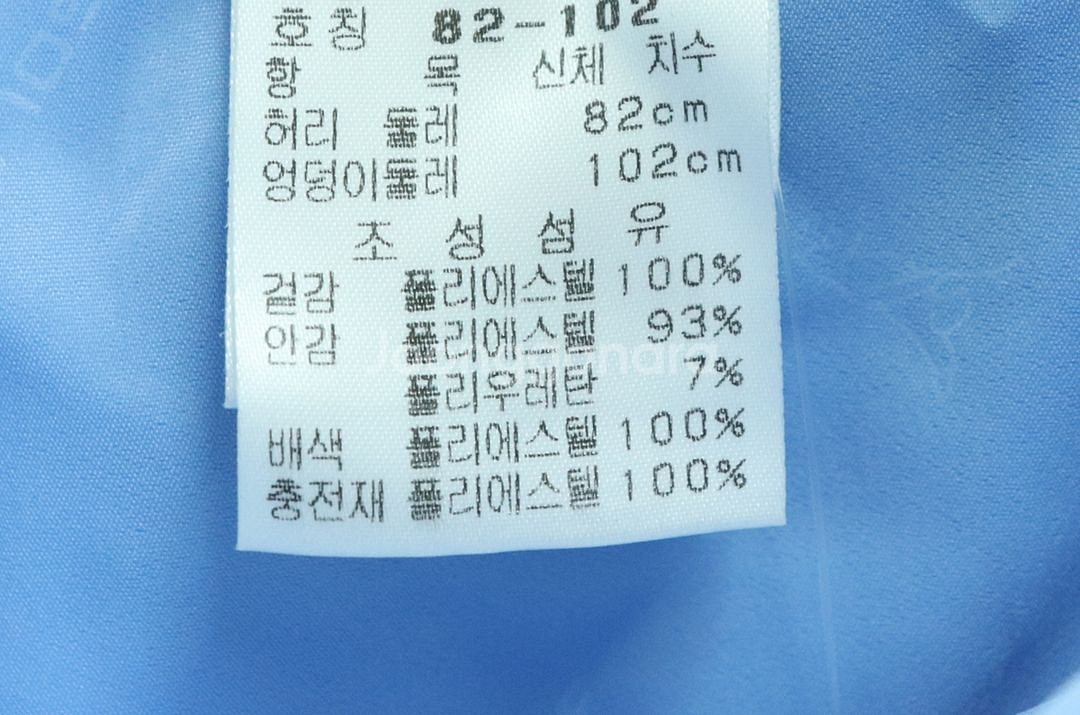 호칭 82-102
항 목 신체 치수
허리 둘레 82cm
엉덩이둘레 102cm
조 성 섬 유
겉감 폴리에스텔 100%
안감 폴리에스텔 93%
폴리우레탄 7%
배색 폴리에스텔 100%
충전재 폴리에스텔 100%